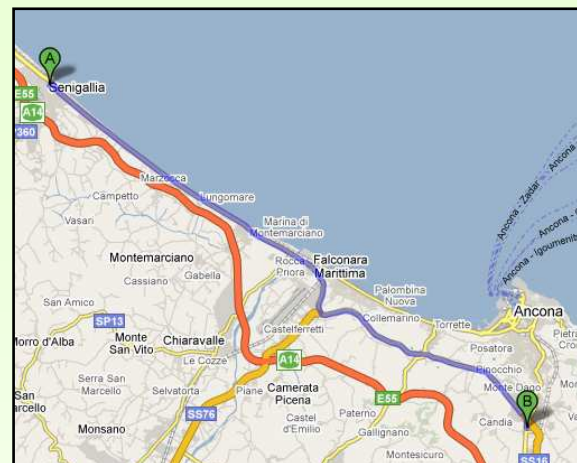 A
Senigallia
E55
A14
P360
Marzocca
Lungomare
Campetto
Vasari
Marina di
Montemarciano
Montemarciano
Rocca
Priora
Falconara
Marittima
Cassiano
Gabella
Palombina
Nuova
Ancona - Zadar
Ancona -
Ancona - Igoumenit
San Amico
SP13
Castelferretti
Collemarino
Torrette
Ancona
Monte
San Vito
Chiaravalle
Morro d'Alba
Posatora
Pietra
Le Cozze
A14
Pinocchio
Serra San
Marcello
Selvatorta
Piane
Camerata
Picena
E55
Monte Dago
B
San
Marcello
SS76
Paterno
Candia
Castel
d'Emilio
Gallignano
Monsano
Montesicuro
SS16